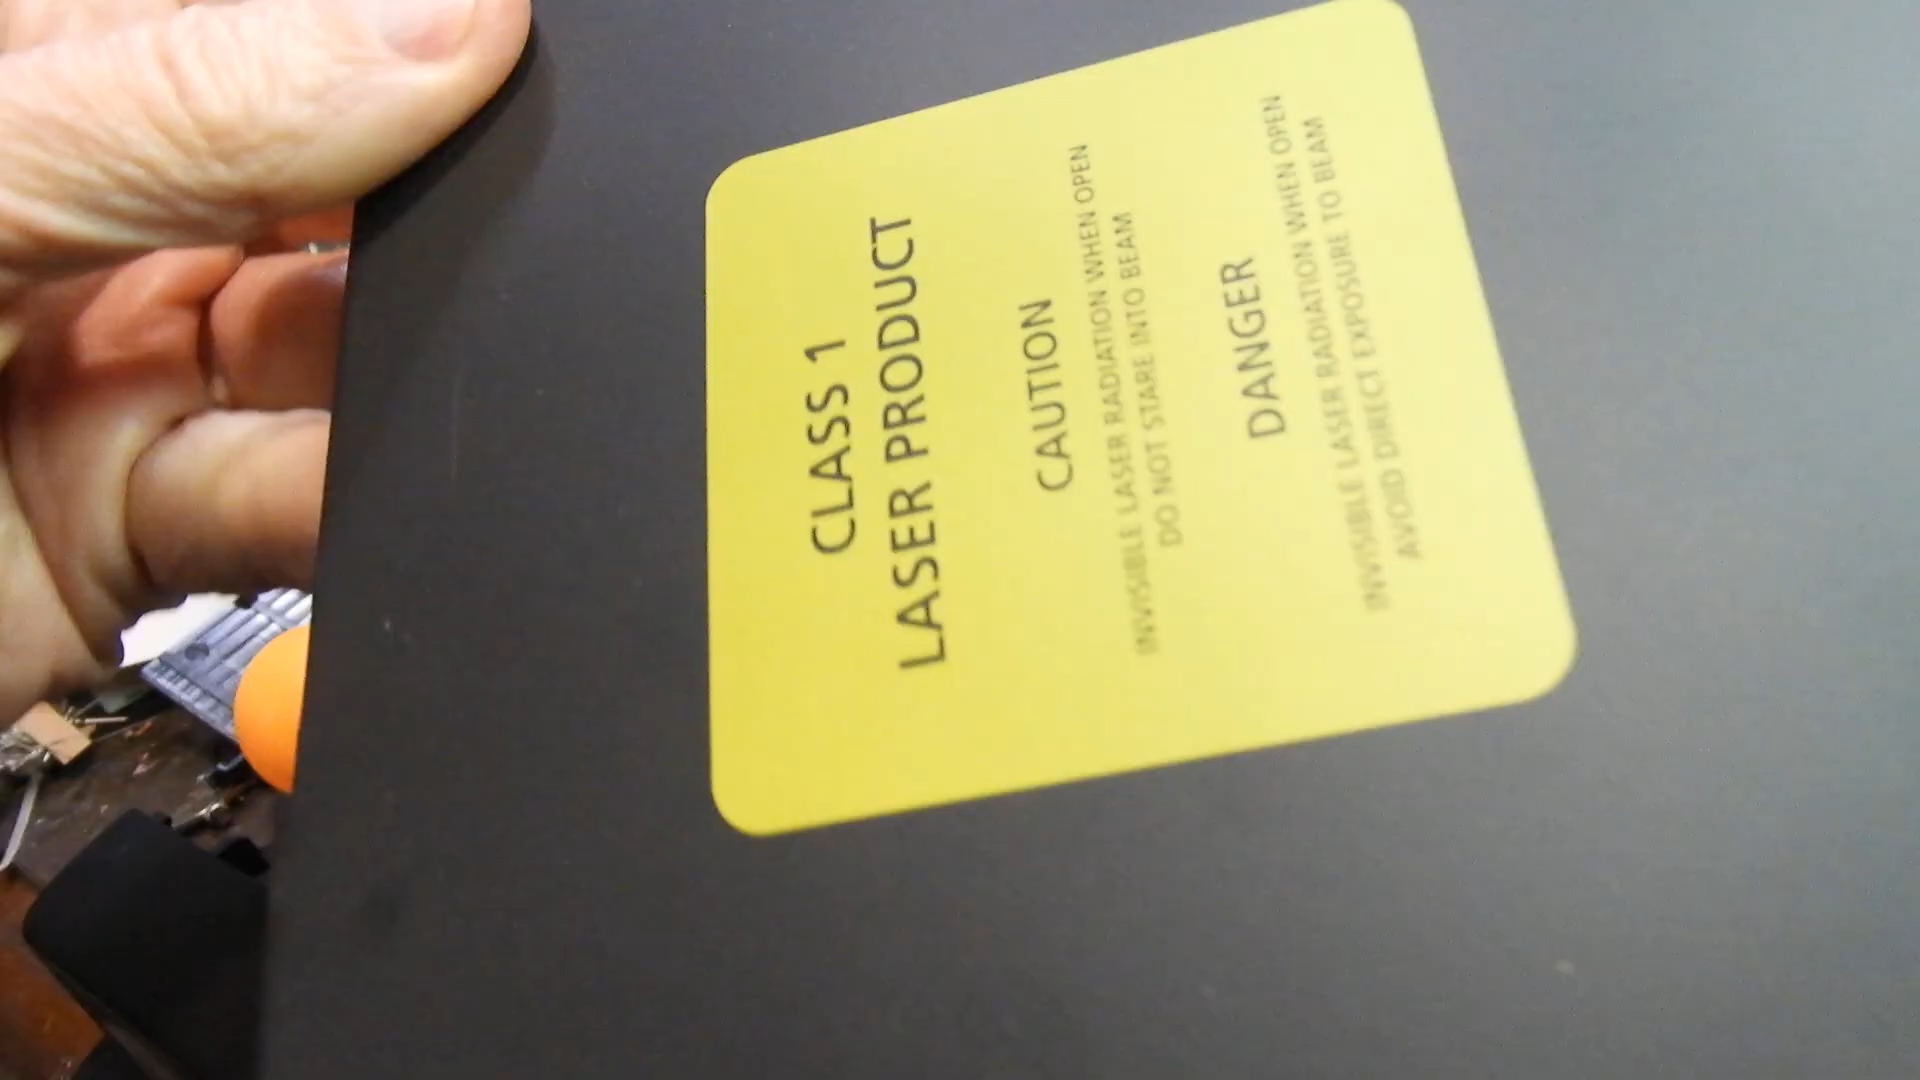 CLASS 1
LASER PRODUCT
CAUTION
INVISIBLE LASER RADIATION WHEN OPEN
DO NOT STARE INTO BEAM
DANGER
INVISIBLE LASER RADIATION WHEN OPEN
AVOID DIRECT EXPOSURE TO BEAM